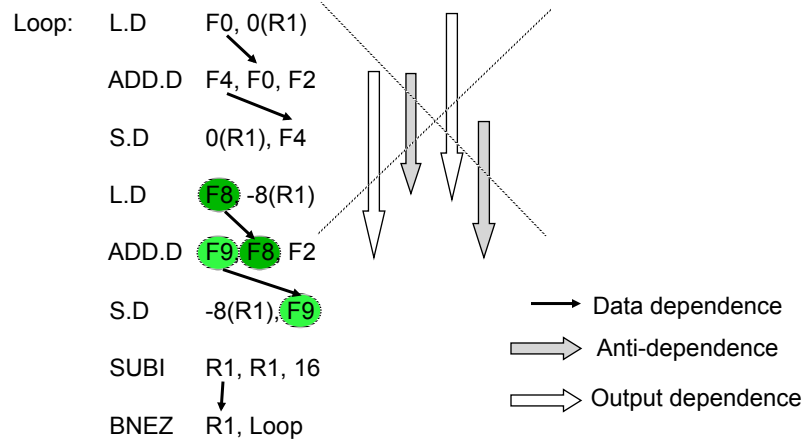 Loop: L.D F0, 0(R1)
ADD.D F4, F0, F2
S.D 0(R1), F4
L.D F8, -8(R1)
ADD.D F9, F8, F2
S.D -8(R1), F9
SUBI R1, R1, 16
BNEZ R1, Loop
Data dependence
Anti-dependence
Output dependence